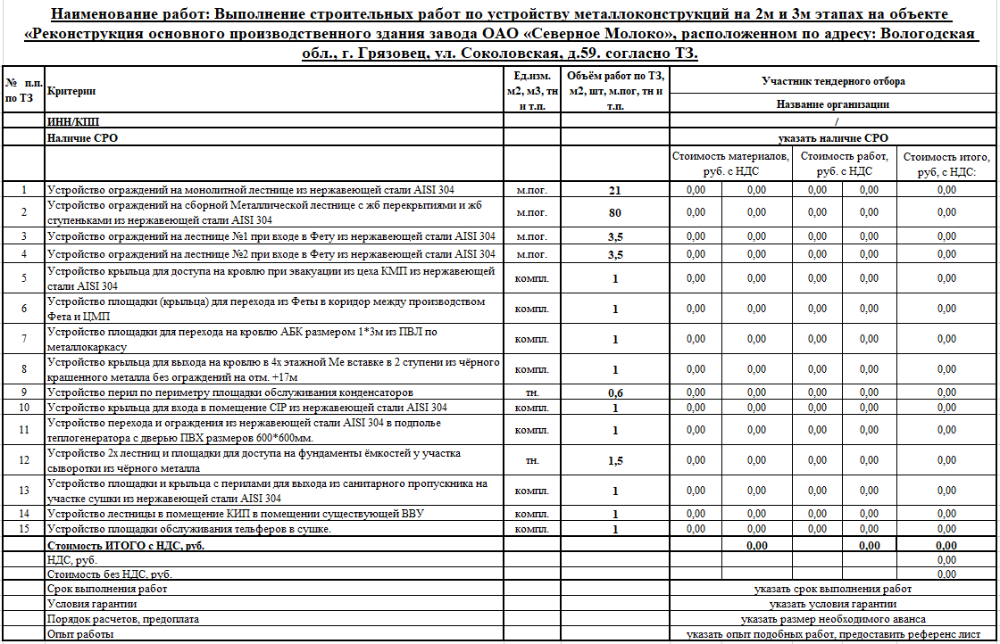 Наименование работ: Выполнение строительных работ по устройству металлоконструкций на 2м и 3м этапах на объекте
«Реконструкция основного производственного здания завода ОАО «Северное Молоко», расположенном по адресу: Вологодская
обл., г. Грязовец, ул. Соколовская, д.59. согласно ТЗ.
№ п.п. по ТЗ Критерии Ед.изм. м2, м3, тн и т.п. Объём работ по ТЗ, м2, шт, м.пог, тн и т.п. Участник тендерного отбора
Название организации
ИНН/КПП /
Наличие СРО указать наличие СРО
Стоимость материалов, руб. с НДС Стоимость работ, руб. с НДС Стоимость итого, руб, с НДС:
1 Устройство ограждений на монолитной лестнице из нержавеющей стали AISI 304 м.пог. 21 0,00 0,00 0,00 0,00 0,00
2 Устройство ограждений на сборной Металлической лестнице с жб перекрытиями и жб
ступеньками из нержавеющей стали AISI 304 м.пог. 80 0,00 0,00 0,00 0,00 0,00
3 Устройство ограждений на лестнице №1 при входе в Фету из нержавеющей стали AISI 304 м.пог. 3,5 0,00 0,00 0,00 0,00 0,00
4 Устройство ограждений на лестнице №2 при входе в Фету из нержавеющей стали AISI 304 м.пог. 3,5 0,00 0,00 0,00 0,00 0,00
5 Устройство крыльца для доступа на кровлю при эвакуации из цеха КМП из нержавеющей
стали AISI 304 компл. 1 0,00 0,00 0,00 0,00 0,00
6 Устройство площадки (крыльца) для перехода из Феты в коридор между производством
Фета и ЦМП компл. 1 0,00 0,00 0,00 0,00 0,00
7 Устройство площадки для перехода на кровлю АБК размером 1*3м из ПВЛ по
металлокаркасу компл. 1 0,00 0,00 0,00 0,00 0,00
8 Устройство крыльца для выхода на кровлю в 4х этажной Ме вставке в 2 ступени из чёрного
крашенного металла без ограждений на отм. +17м компл. 1 0,00 0,00 0,00 0,00 0,00
9 Устройство перил по периметру площадки обслуживания конденсаторов тн. 0,6 0,00 0,00 0,00 0,00 0,00
10 Устройство крыльца для входа в помещение CIP из нержавеющей стали AISI 304 компл. 1 0,00 0,00 0,00 0,00 0,00
11 Устройство перехода и ограждения из нержавеющей стали AISI 304 в подполье
теплогенератора с дверью ПВХ размеров 600*600мм. компл. 1 0,00 0,00 0,00 0,00 0,00
12 Устройство 2х лестниц и площадки для доступа на фундаменты ёмкостей у участка
сыворотки из чёрного металла тн. 1,5 0,00 0,00 0,00 0,00 0,00
13 Устройство площадки и крыльца с перилами для выхода из санитарного пропускника на
участке сушки из нержавеющей стали AISI 304 компл. 1 0,00 0,00 0,00 0,00 0,00
14 Устройство лестницы в помещение КИП в помещении существующей ВВУ компл. 1 0,00 0,00 0,00 0,00 0,00
15 Устройство площадки обслуживания тельферов в сушке. компл. 1 0,00 0,00 0,00 0,00 0,00
Стоимость ИТОГО с НДС, руб. 0,00 0,00 0,00
НДС, руб. 0,00
Стоимость без НДС, руб. 0,00
Срок выполнения работ указать срок выполнения работ
Условия гарантии указать условия гарантии
Порядок расчетов, предоплата указать размер необходимого аванса
Опыт работы указать опыт подобных работ, предоставить референс лист